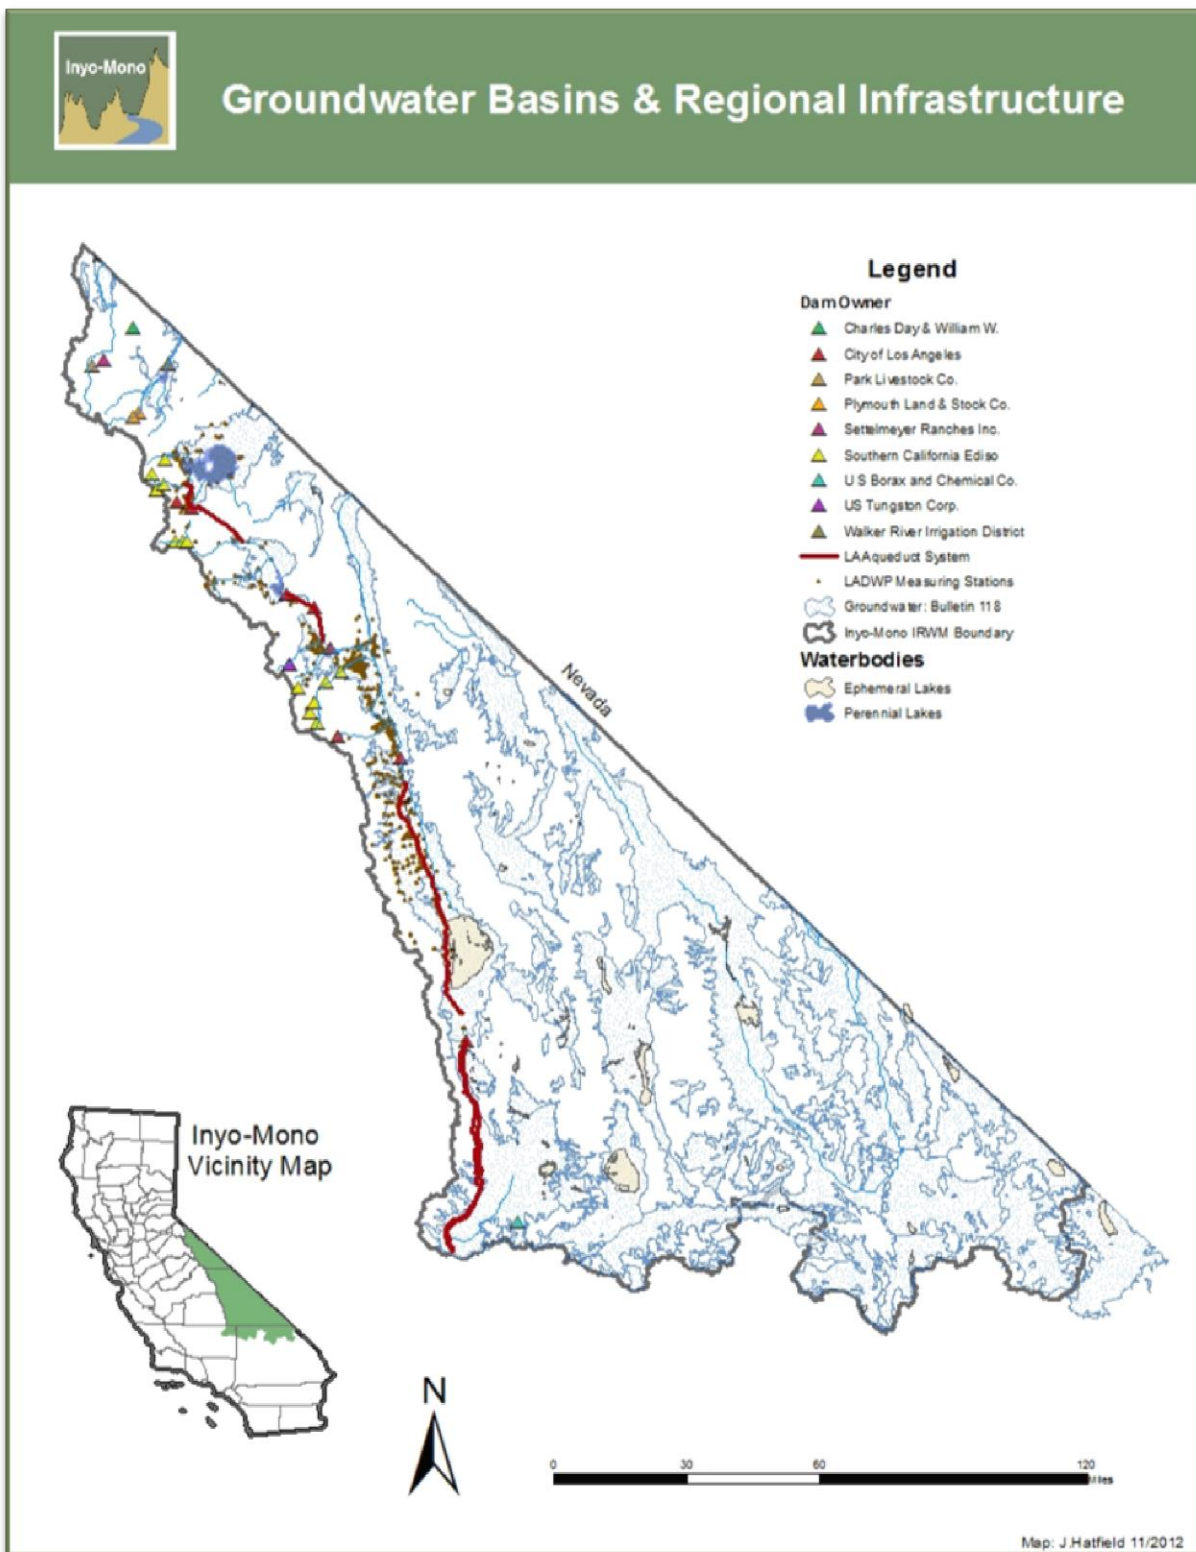 Inyo-Mono
Groundwater Basins & Regional Infrastructure
Legend
Dam Owner
Charles Day & William W.
City of Los Angeles
Park Livestock Co.
Plymouth Land & Stock Co.
Settelmeyer Ranches Inc.
Southern California Ediso
U S Borax and Chemical Co.
US Tungston Corp.
Walker River Irrigation District
LA Aqueduct System
LADWP Measuring Stations
Groundwater: Bulletin 118
Inyo-Mono IRWM Boundary
Waterbodies
Ephemeral Lakes
Perennial Lakes
Nevada
Inyo-Mono
Vicinity Map
N
0 30 60 120
Miles
Map: J.Hatfield 11/2012